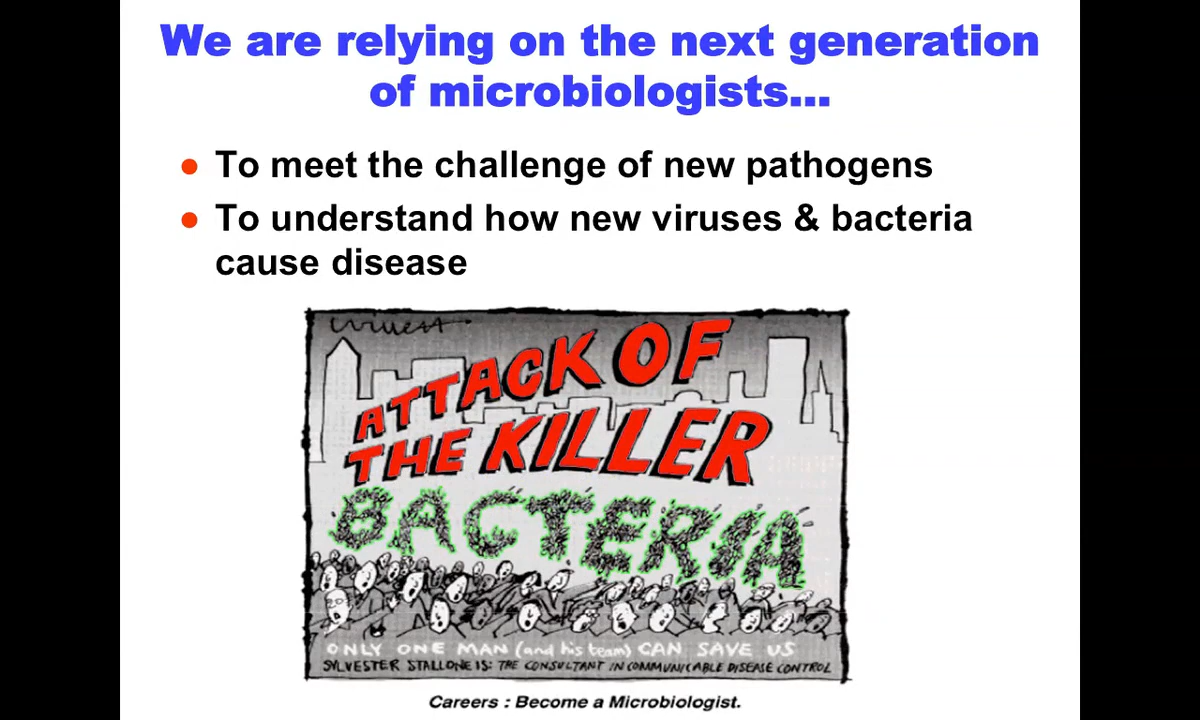 We are relying on the next generation
of microbiologists...
● To meet the challenge of new pathogens
● To understand how new viruses & bacteria
cause disease
ATTACK OF
THE KILLER
BACTERIA
ONLY ONE MAN (and his team) CAN SAVE US
SYLVESTER STALLONE IS: THE CONSULTANT IN COMMUNICABLE DISEASE CONTROL
Careers : Become a Microbiologist.